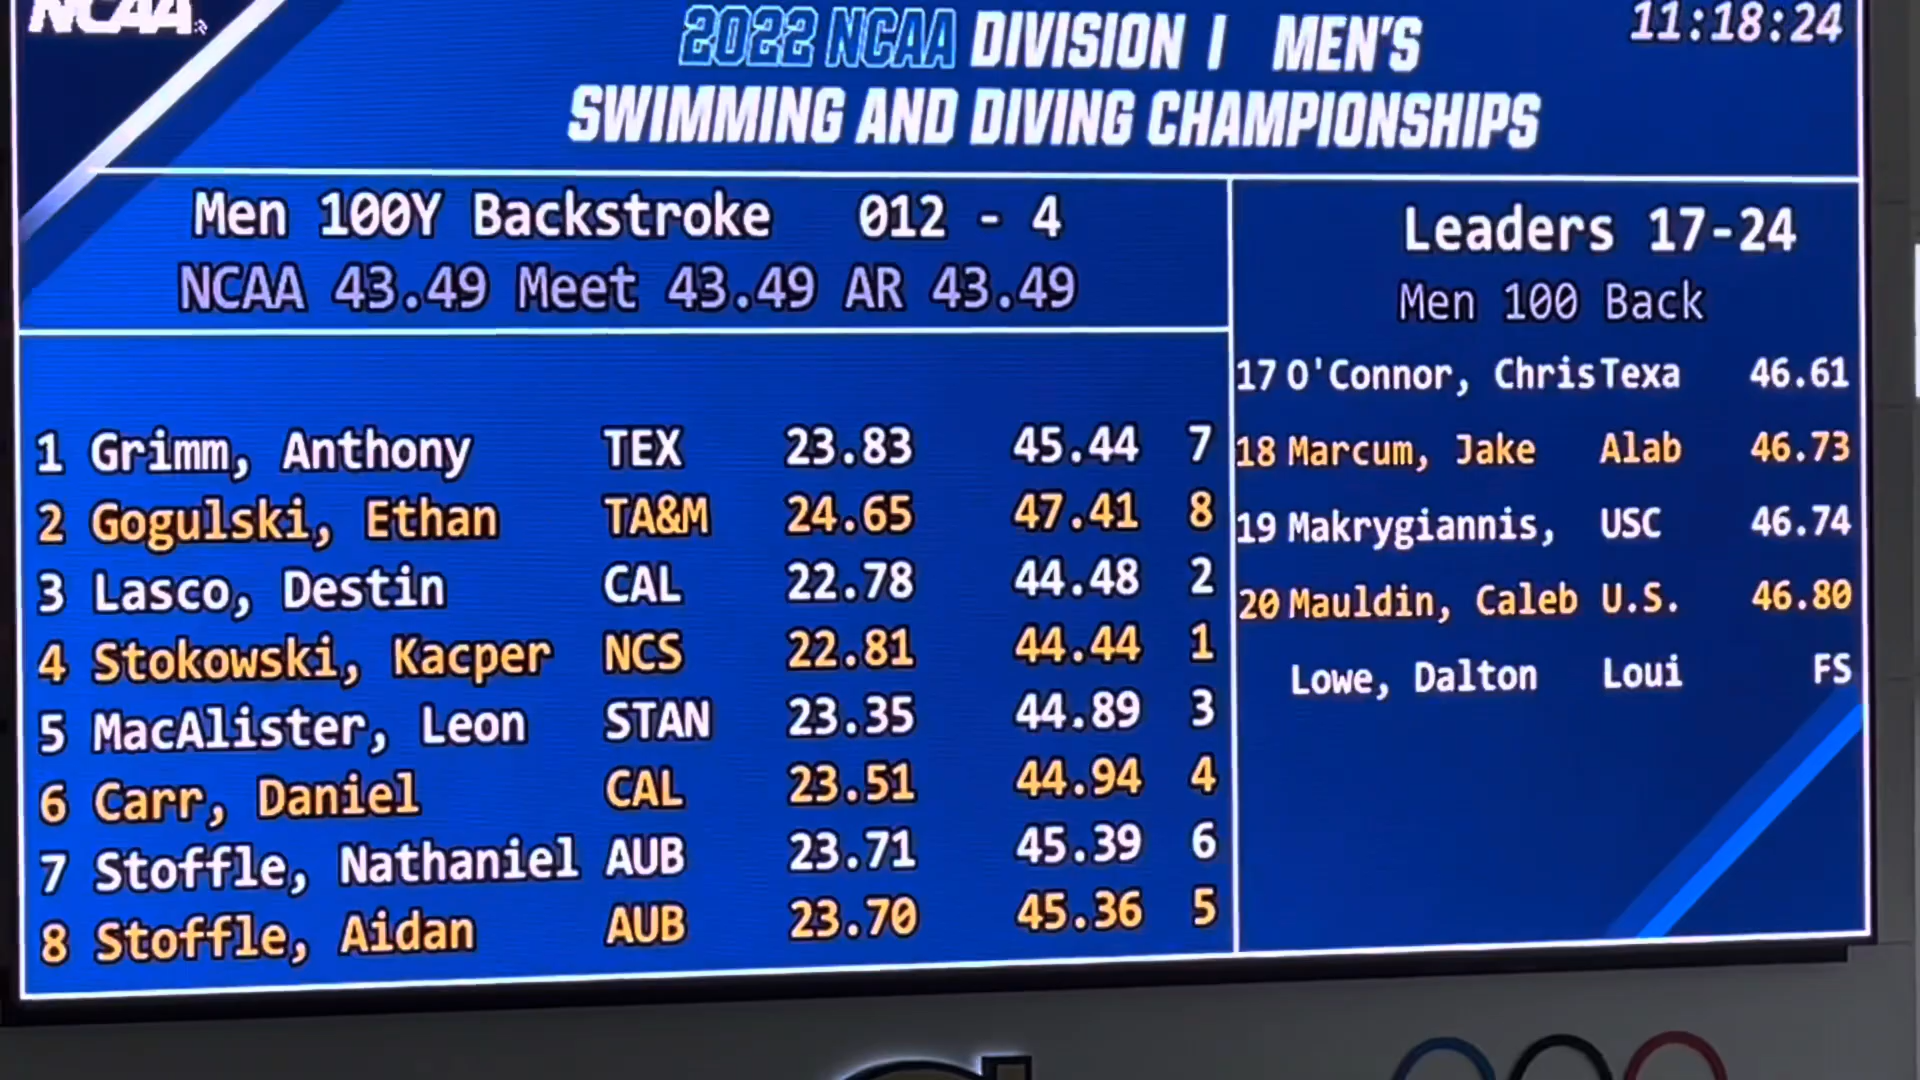 NCAA
2022 NCAA DIVISION I MEN'S
11:18:24
SWIMMING AND DIVING CHAMPIONSHIPS
Men 100Y Backstroke 012 - 4
NCAA 43.49 Meet 43.49 AR 43.49
1 Grimm, Anthony TEX 23.83 45.44 7
2 Gogulski, Ethan TA&M 24.65 47.41 8
3 Lasco, Destin CAL 22.78 44.48 2
4 Stokowski, Kacper NCS 22.81 44.44 1
5 MacAlister, Leon STAN 23.35 44.89 3
6 Carr, Daniel CAL 23.51 44.94 4
7 Stoffle, Nathaniel AUB 23.71 45.39 6
8 Stoffle, Aidan AUB 23.70 45.36 5
Leaders 17-24
Men 100 Back
17 O'Connor, Chris Texa 46.61
18 Marcum, Jake Alab 46.73
19 Makrygiannis, USC 46.74
20 Mauldin, Caleb U.S. 46.80
Lowe, Dalton Loui FS